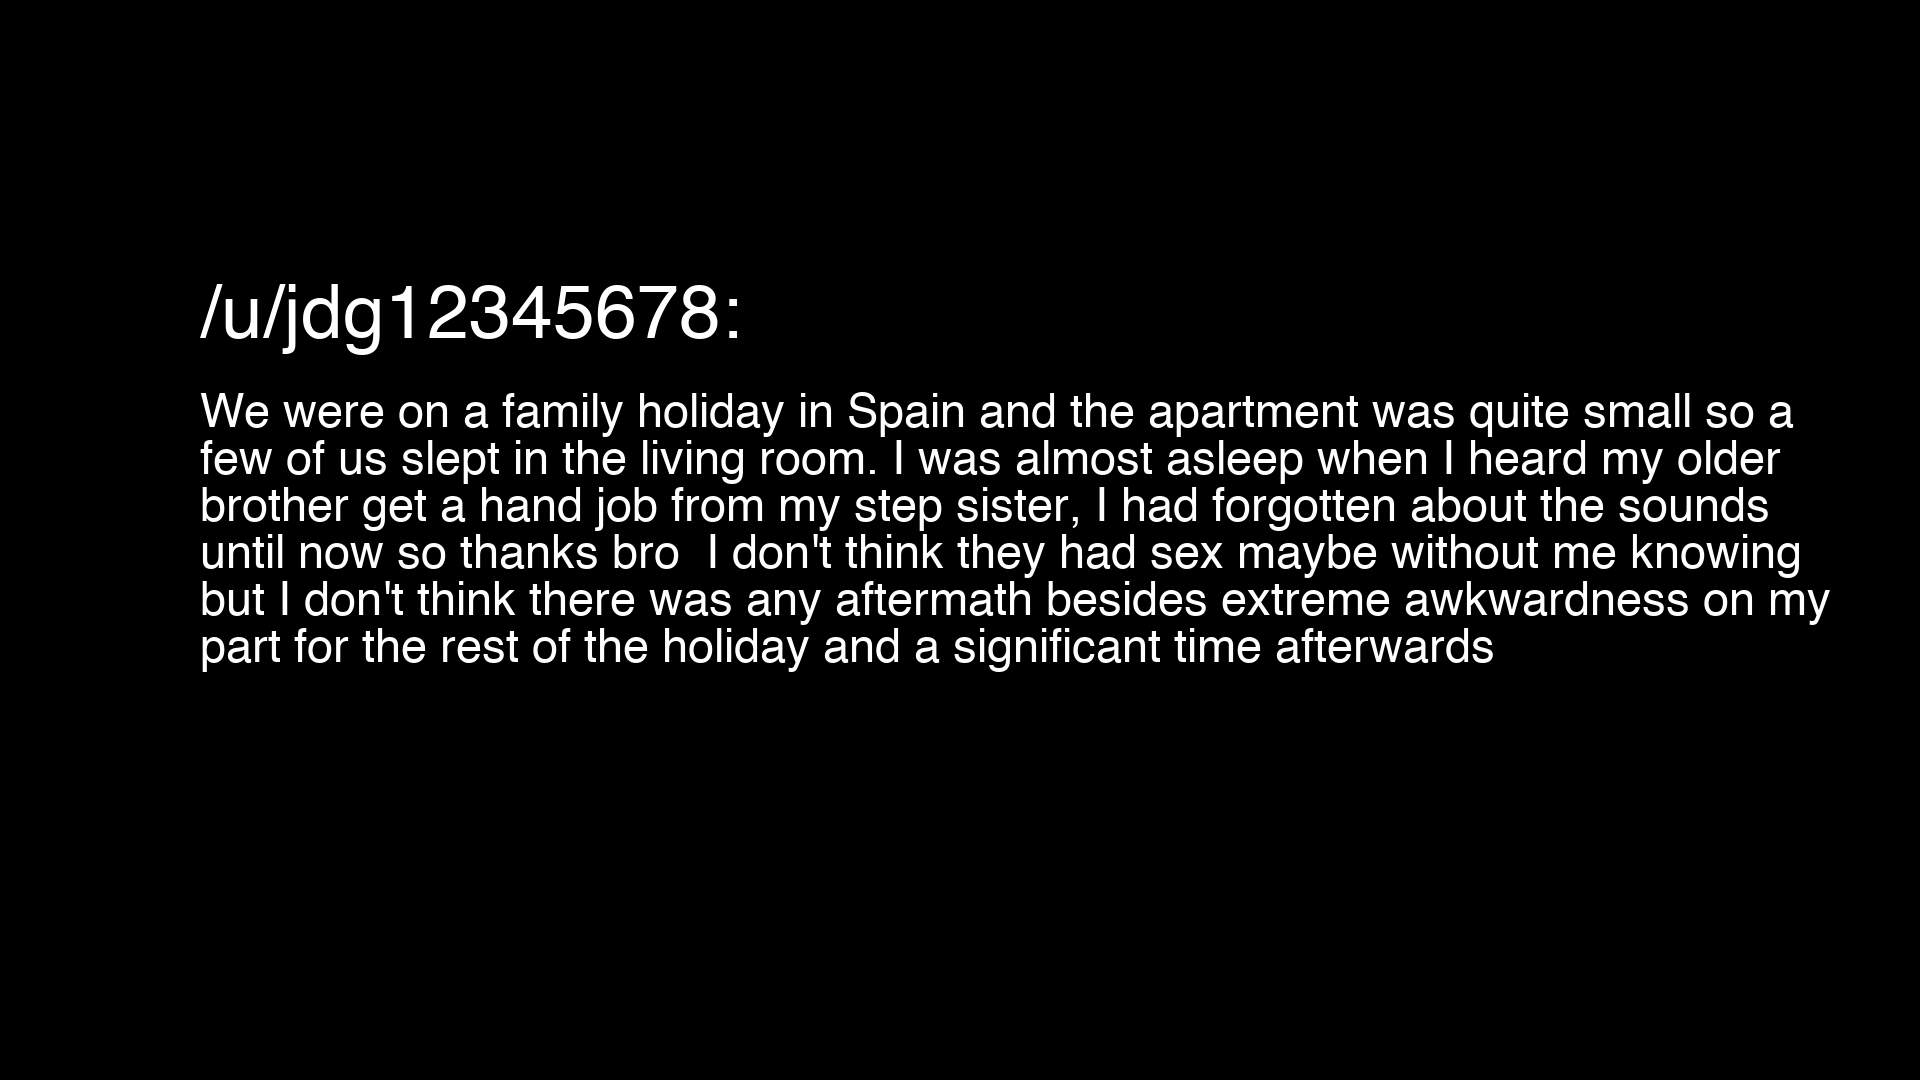 /u/jdg12345678:
We were on a family holiday in Spain and the apartment was quite small so a
few of us slept in the living room. I was almost asleep when I heard my older
brother get a hand job from my step sister, I had forgotten about the sounds
until now so thanks bro  I don't think they had sex maybe without me knowing
but I don't think there was any aftermath besides extreme awkwardness on my
part for the rest of the holiday and a significant time afterwards